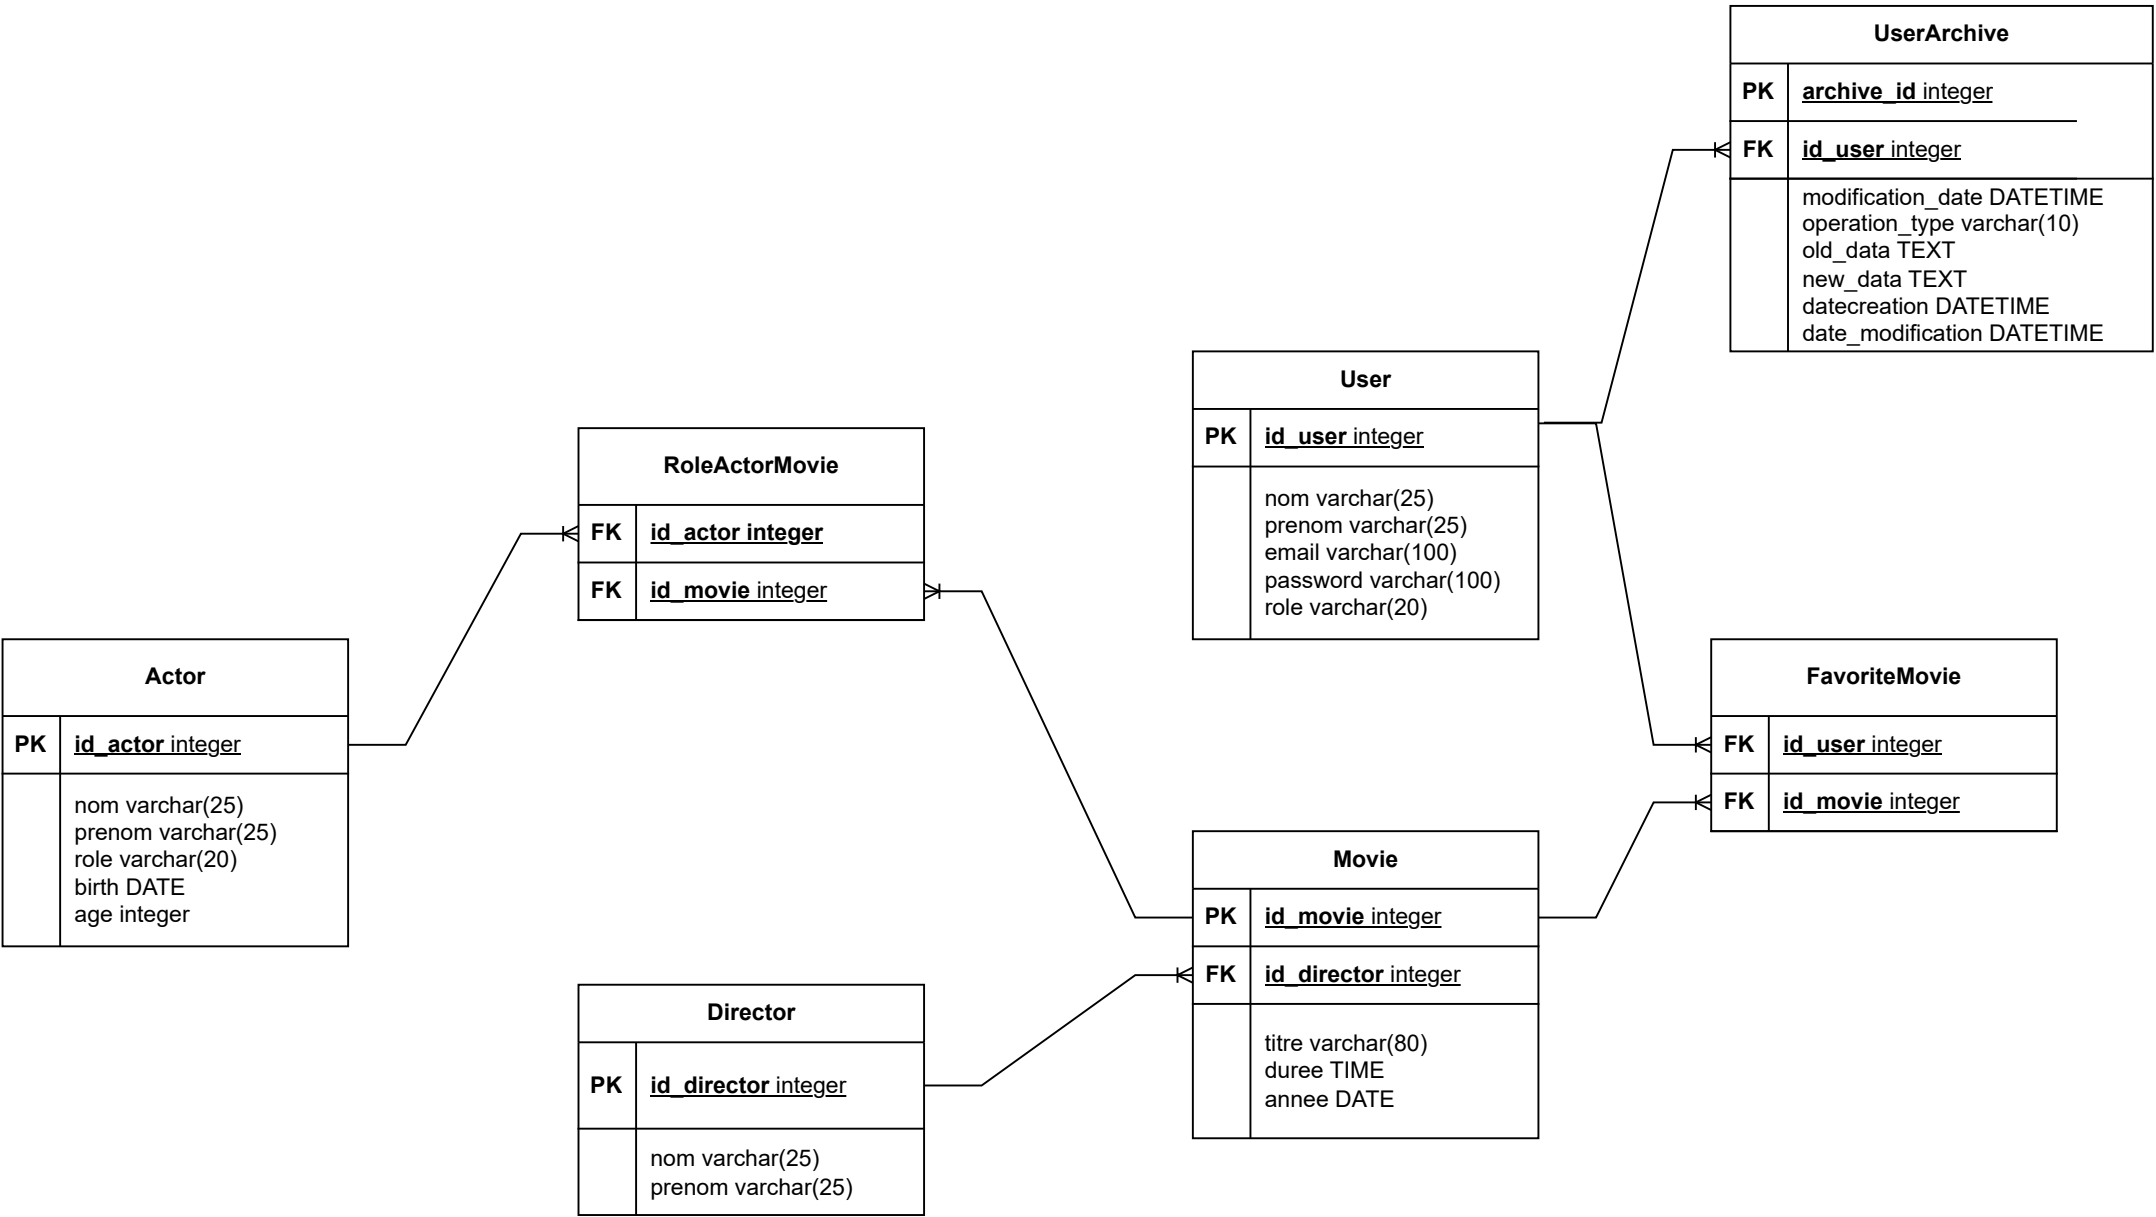 UserArchive
PK archive_id integer
FK id_user integer
modification_date DATETIME
operation_type varchar(10)
old_data TEXT
new_data TEXT
datecreation DATETIME
date_modification DATETIME
User
PK id_user integer
nom varchar(25)
prenom varchar(25)
email varchar(100)
password varchar(100)
role varchar(20)
RoleActorMovie
FK id_actor integer
FK id_movie integer
Actor
PK id_actor integer
nom varchar(25)
prenom varchar(25)
role varchar(20)
birth DATE
age integer
FavoriteMovie
FK id_user integer
FK id_movie integer
Movie
PK id_movie integer
FK id_director integer
titre varchar(80)
duree TIME
annee DATE
Director
PK id_director integer
nom varchar(25)
prenom varchar(25)